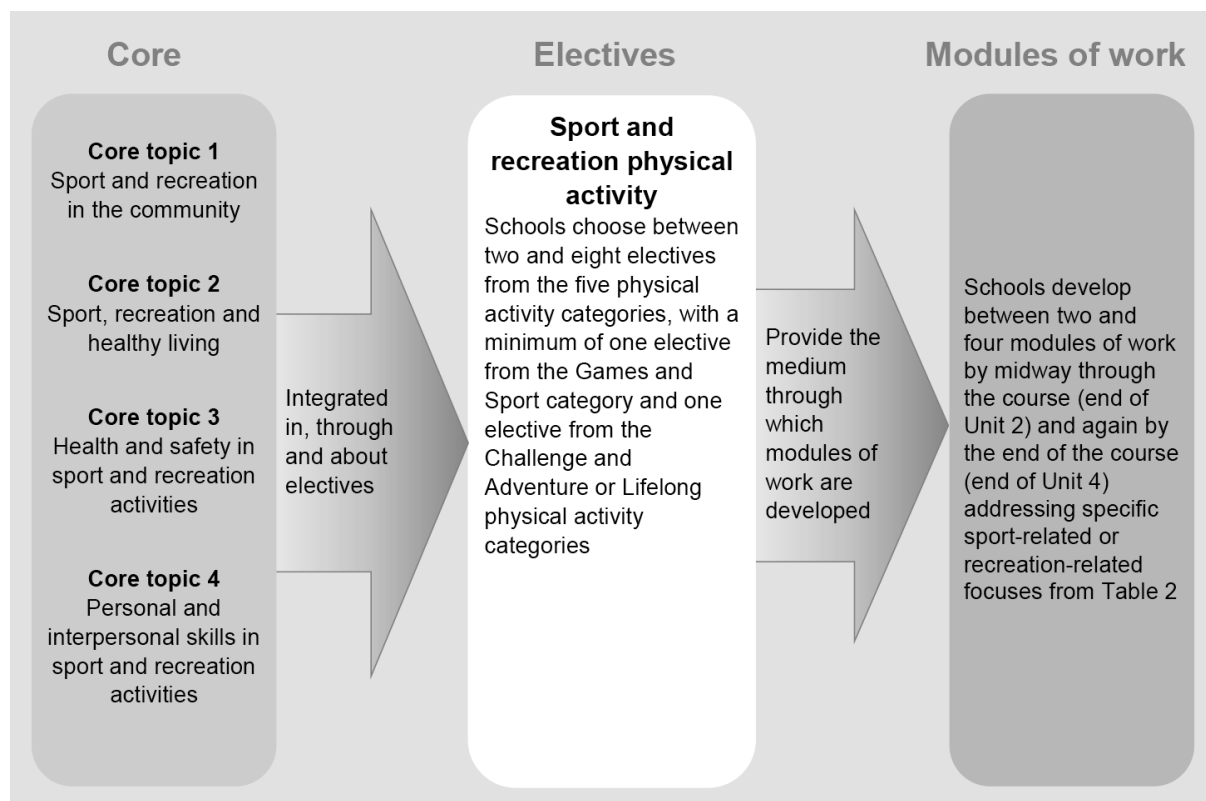 Core
Core topic 1
Sport and recreation
in the community
Core topic 2
Sport, recreation and
healthy living
Core topic 3
Health and safety in
sport and recreation
activities
Core topic 4
Personal and
interpersonal skills in
sport and recreation
activities
Integrated
in, through
and about
electives
Electives
Sport and
recreation physical
activity
Schools choose between
two and eight electives
from the five physical
activity categories, with a
minimum of one elective
from the Games and
Sport category and one
elective from the
Challenge and
Adventure or Lifelong
physical activity
categories
Provide the
medium
through
which
modules of
work are
developed
Modules of work
Schools develop
between two and
four modules of work
by midway through
the course (end of
Unit 2) and again by
the end of the course
(end of Unit 4)
addressing specific
sport-related or
recreation-related
focuses from Table 2